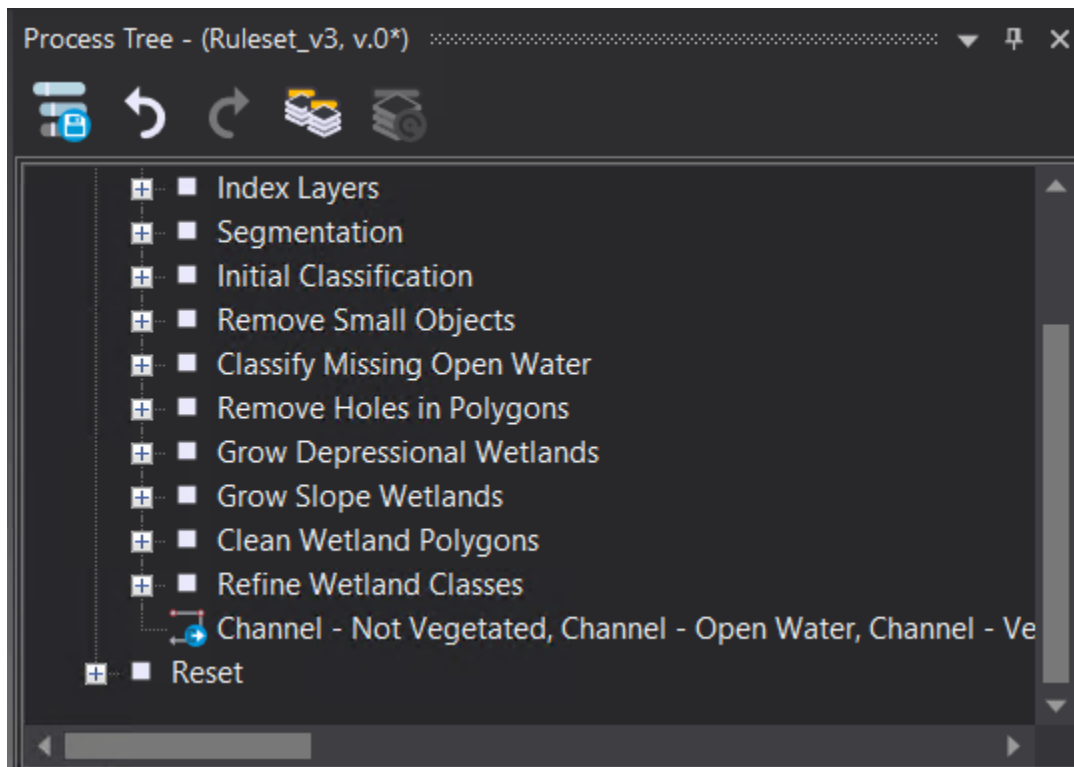 Process Tree - (Ruleset_v3, v.0*)
Index Layers
Segmentation
Initial Classification
Remove Small Objects
Classify Missing Open Water
Remove Holes in Polygons
Grow Depressional Wetlands
Grow Slope Wetlands
Clean Wetland Polygons
Refine Wetland Classes
Channel - Not Vegetated, Channel - Open Water, Channel - Ve
Reset